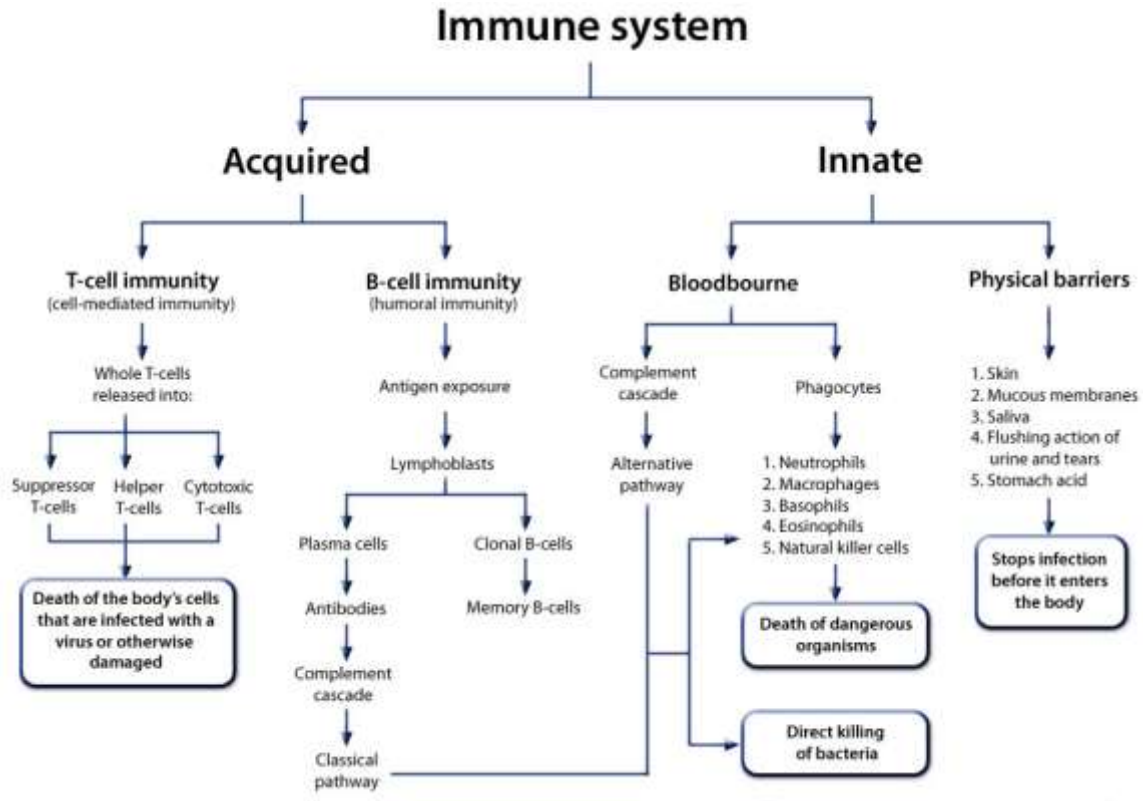 Immune system
Acquired
Innate
T-cell immunity
(cell-mediated immunity)
B-cell immunity
(humoral immunity)
Bloodbourne
Physical barriers
Whole T-cells
released into:
Antigen exposure
Complement
cascade
Phagocytes
1. Skin
2. Mucous membranes
3. Saliva
4. Flushing action of
urine and tears
5. Stomach acid
Suppressor
T-cells
Helper
T-cells
Cytotoxic
T-cells
Lymphoblasts
Alternative
pathway
1. Neutrophils
2. Macrophages
3. Basophils
4. Eosinophils
5. Natural killer cells
Plasma cells
Clonal B-cells
Stops infection
before it enters
the body
Death of the body's cells
that are infected with a
virus or otherwise
damaged
Antibodies
Memory B-cells
Death of dangerous
organisms
Complement
cascade
Direct killing
of bacteria
Classical
pathway